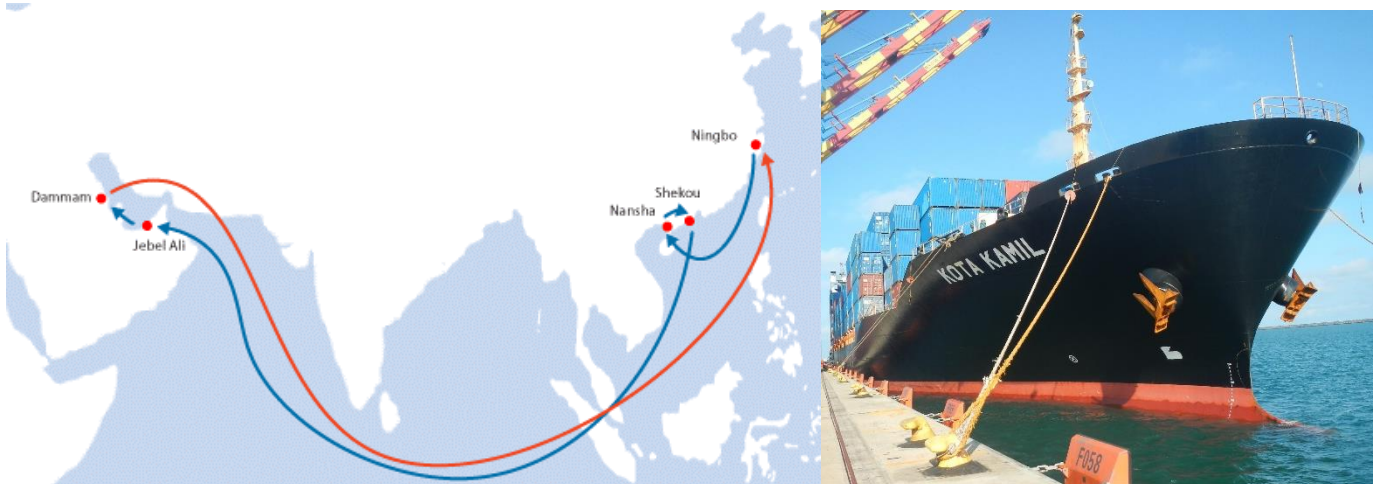 Ningbo
Shekou
Nansha
Dammam
Jebel Ali
KOTA KAMIL
F058